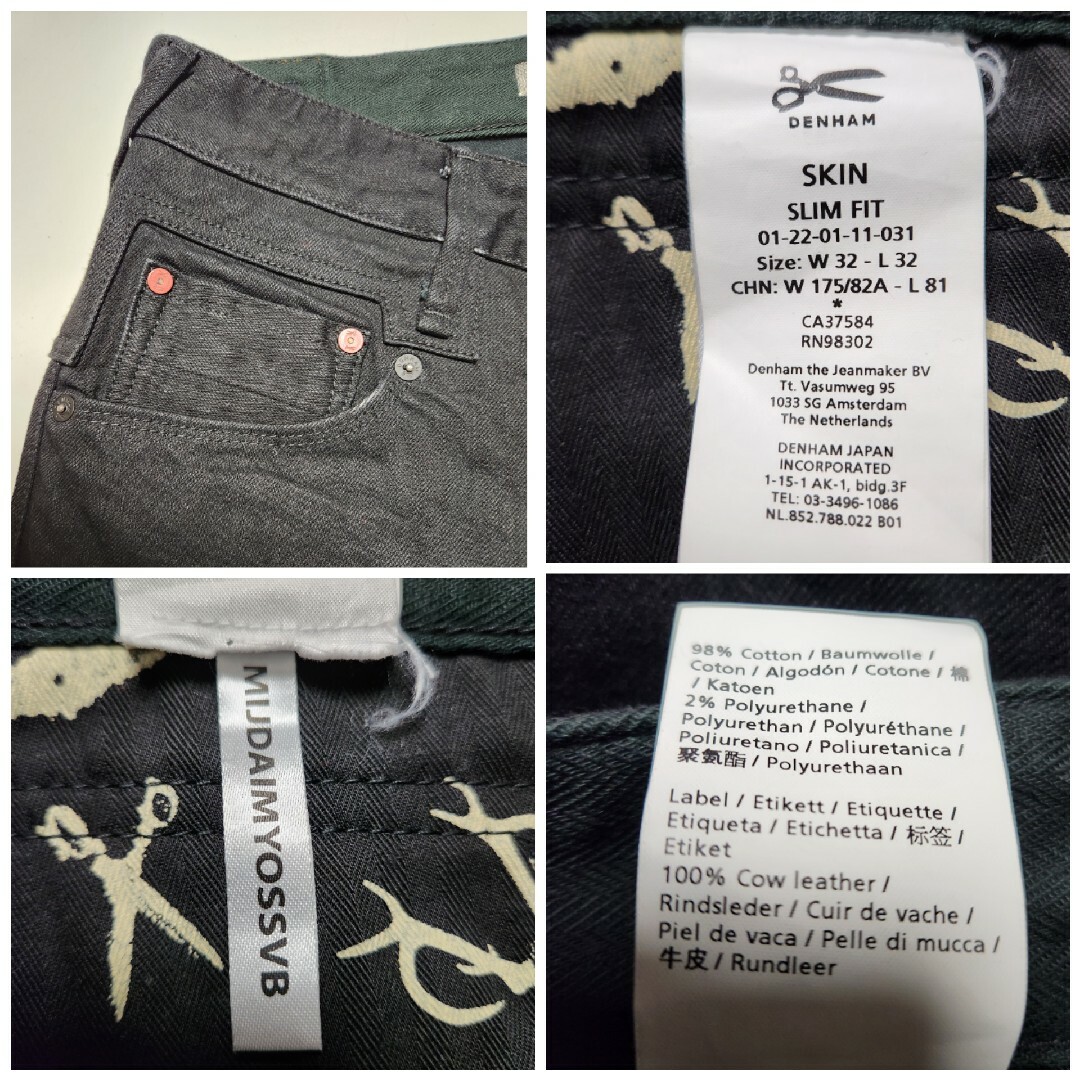 DENHAM
SKIN
SLIM FIT
01-22-01-11-031
Size: W 32 - L 32
CHN: W 175/82A - L 81
*
CA37584
RN98302
Denham the Jeanmaker BV
Tt. Vasumweg 95
1033 SG Amsterdam
The Netherlands
DENHAM JAPAN
INCORPORATED
1-15-1 AK-1, bidg.3F
TEL: 03-3496-1086
NL.852.788.022 B01
MIJDAIMYOSSVB
98% Cotton / Baumwolle /
Coton / Algodón / Cotone / 棉
/ Katoen
2% Polyurethane /
Polyurethan / Polyuréthane /
Poliuretano / Poliuretanica /
聚氨酯 / Polyurethaan
Label / Etikett / Etiquette /
Etiqueta / Etichetta / 标签 /
Etiket
100% Cow leather /
Rindsleder / Cuir de vache /
Piel de vaca / Pelle di mucca /
牛皮 / Rundleer